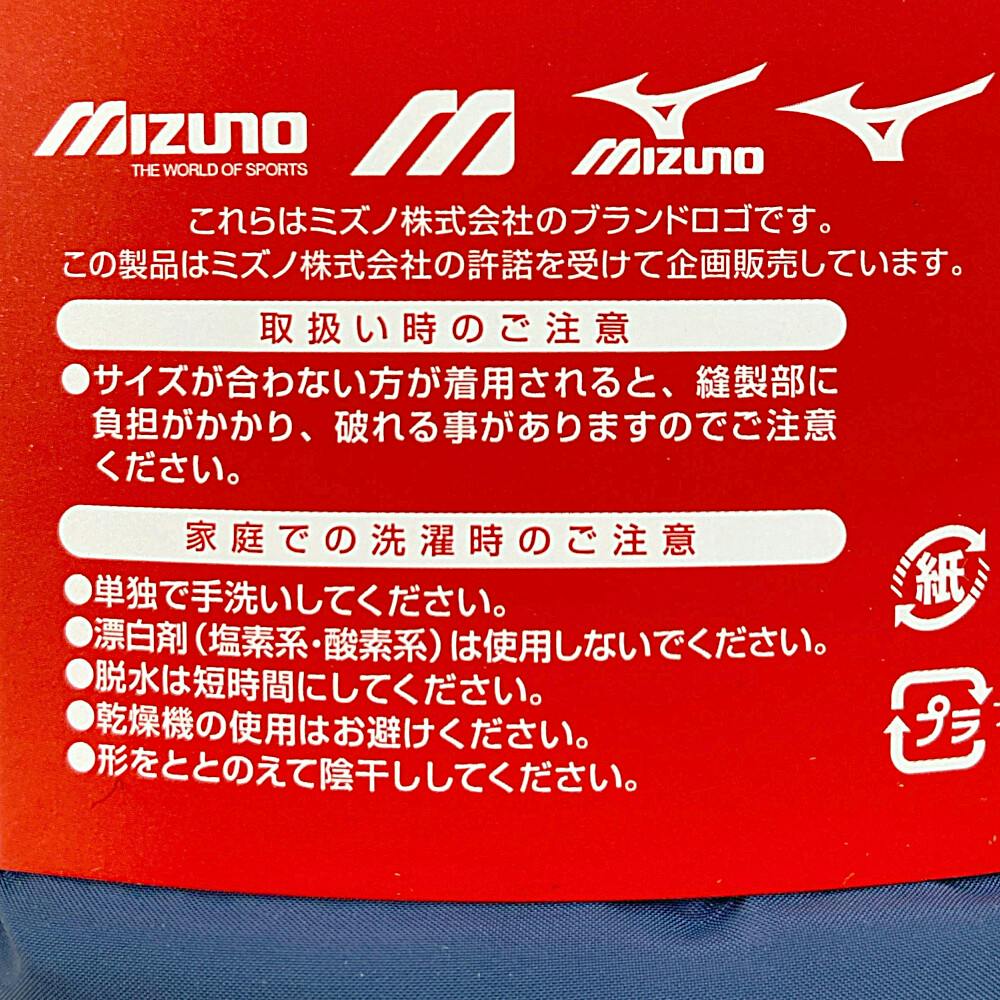 MIZUNO
THE WORLD OF SPORTS
MIZUNO
これらはミズノ株式会社のブランドロゴです。
この製品はミズノ株式会社の許諾を受けて企画販売しています。
取扱い時のご注意
●サイズが合わない方が着用されると、縫製部に
負担がかかり、破れる事がありますのでご注意
ください。
家庭での洗濯時のご注意
●単独で手洗いしてください。
●漂白剤(塩素系・酸素系)は使用しないでください。
●脱水は短時間にしてください。
●乾燥機の使用はお避けください。
●形をととのえて陰干ししてください。
紙
プラ